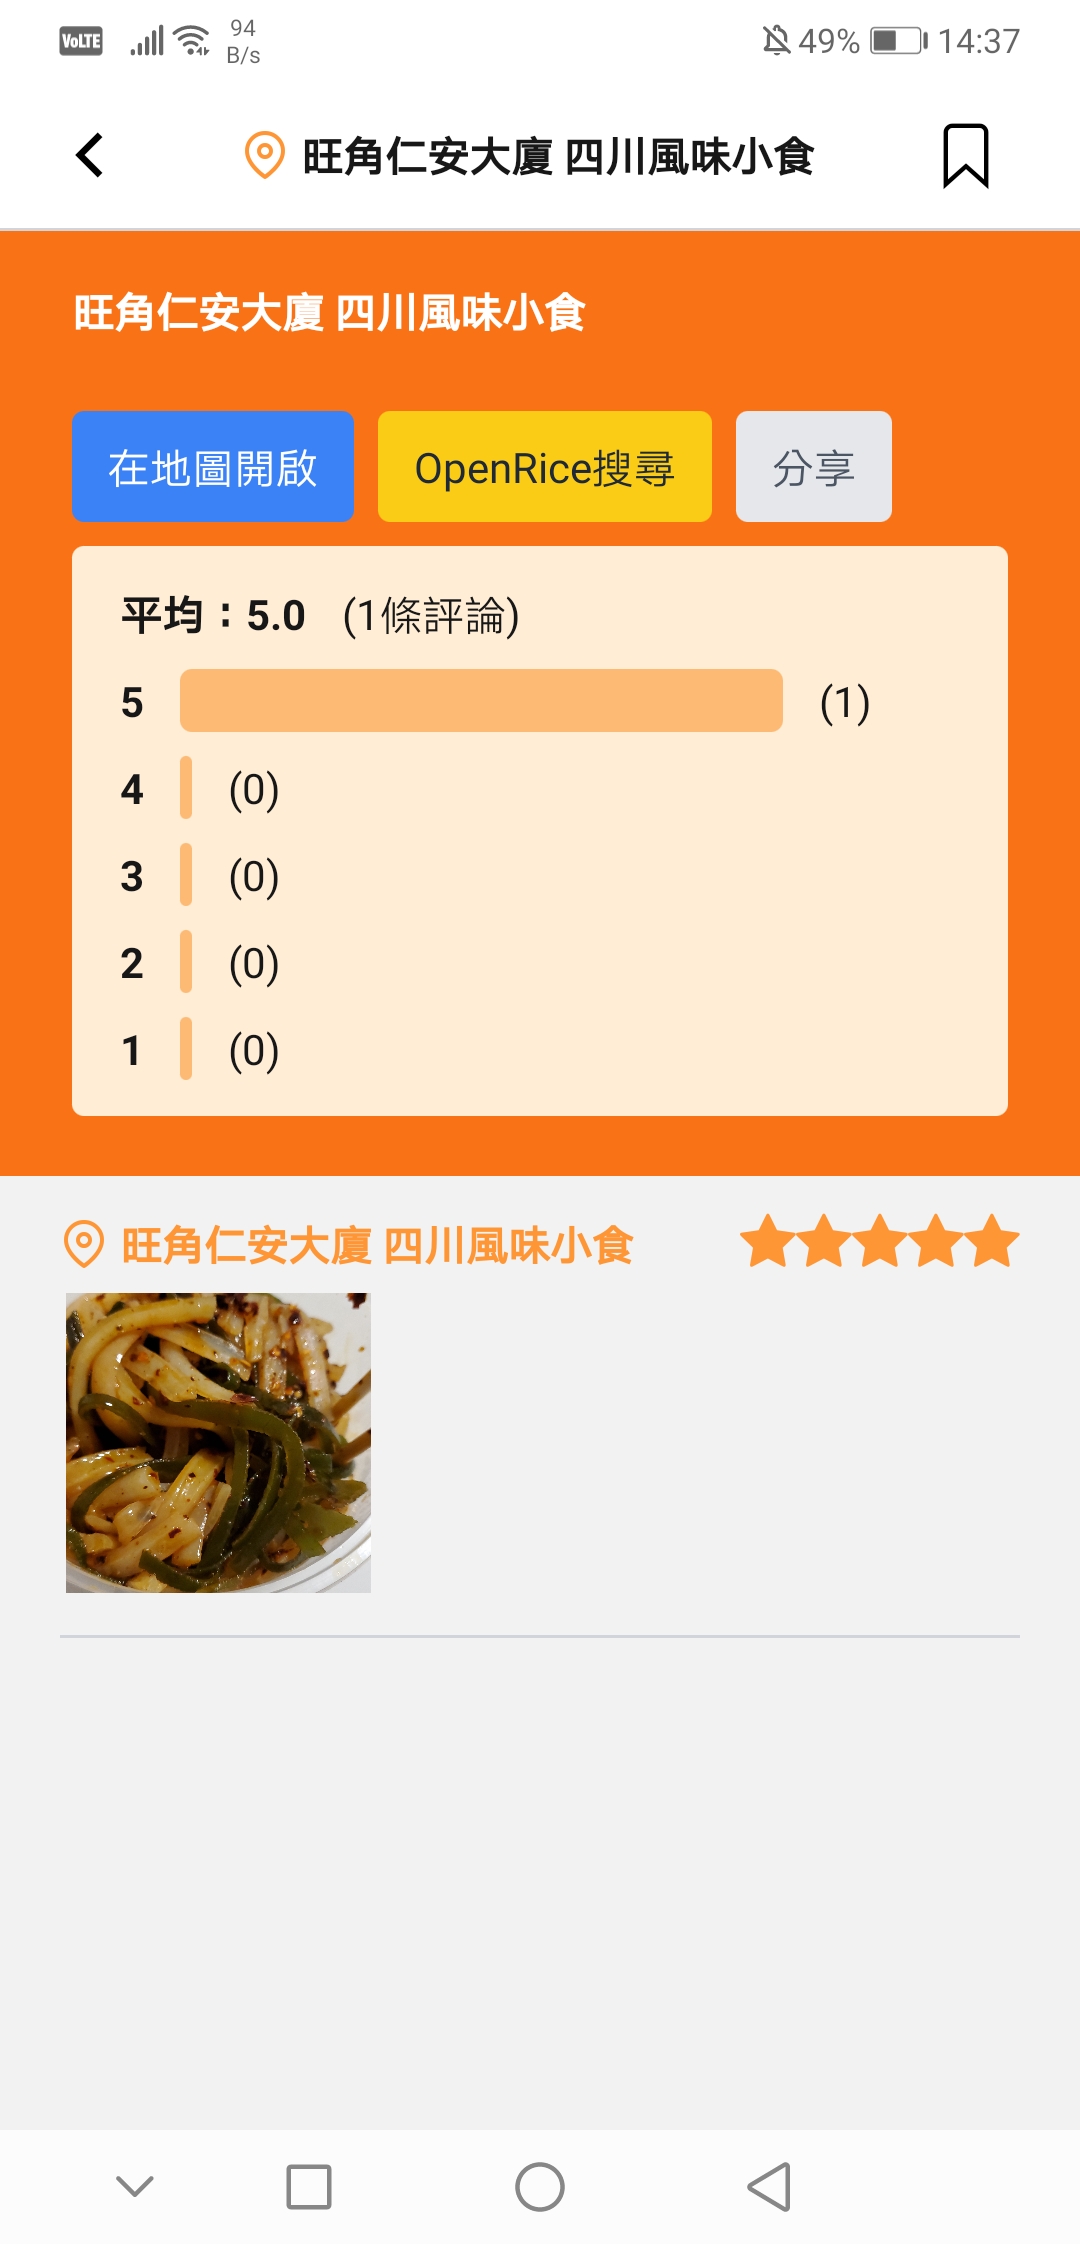 VoLTE 94 B/s 49% 14:37
旺角仁安大廈 四川風味小食
旺角仁安大廈 四川風味小食
在地圖開啟 OpenRice搜尋 分享
平均：5.0 (1條評論)
5 (1)
4 (0)
3 (0)
2 (0)
1 (0)
旺角仁安大廈 四川風味小食